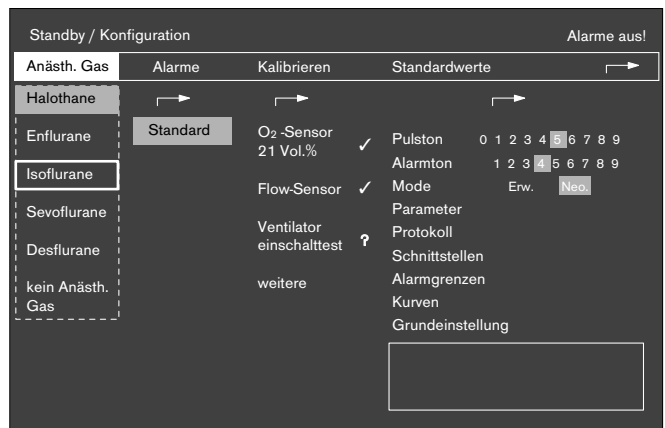 Standby / Konfiguration Alarme aus!
Anästh. Gas Alarme Kalibrieren Standardwerte
Halothane
Enflurane
Isoflurane
Sevoflurane
Desflurane
kein Anästh.
Gas
Standard
O₂ -Sensor
21 Vol.% ✓
Flow-Sensor ✓
Ventilator
einschalttest ?
weitere
Pulston 0 1 2 3 4 5 6 7 8 9
Alarmton 1 2 3 4 5 6 7 8 9
Mode Erw. Neo.
Parameter
Protokoll
Schnittstellen
Alarmgrenzen
Kurven
Grundeinstellung